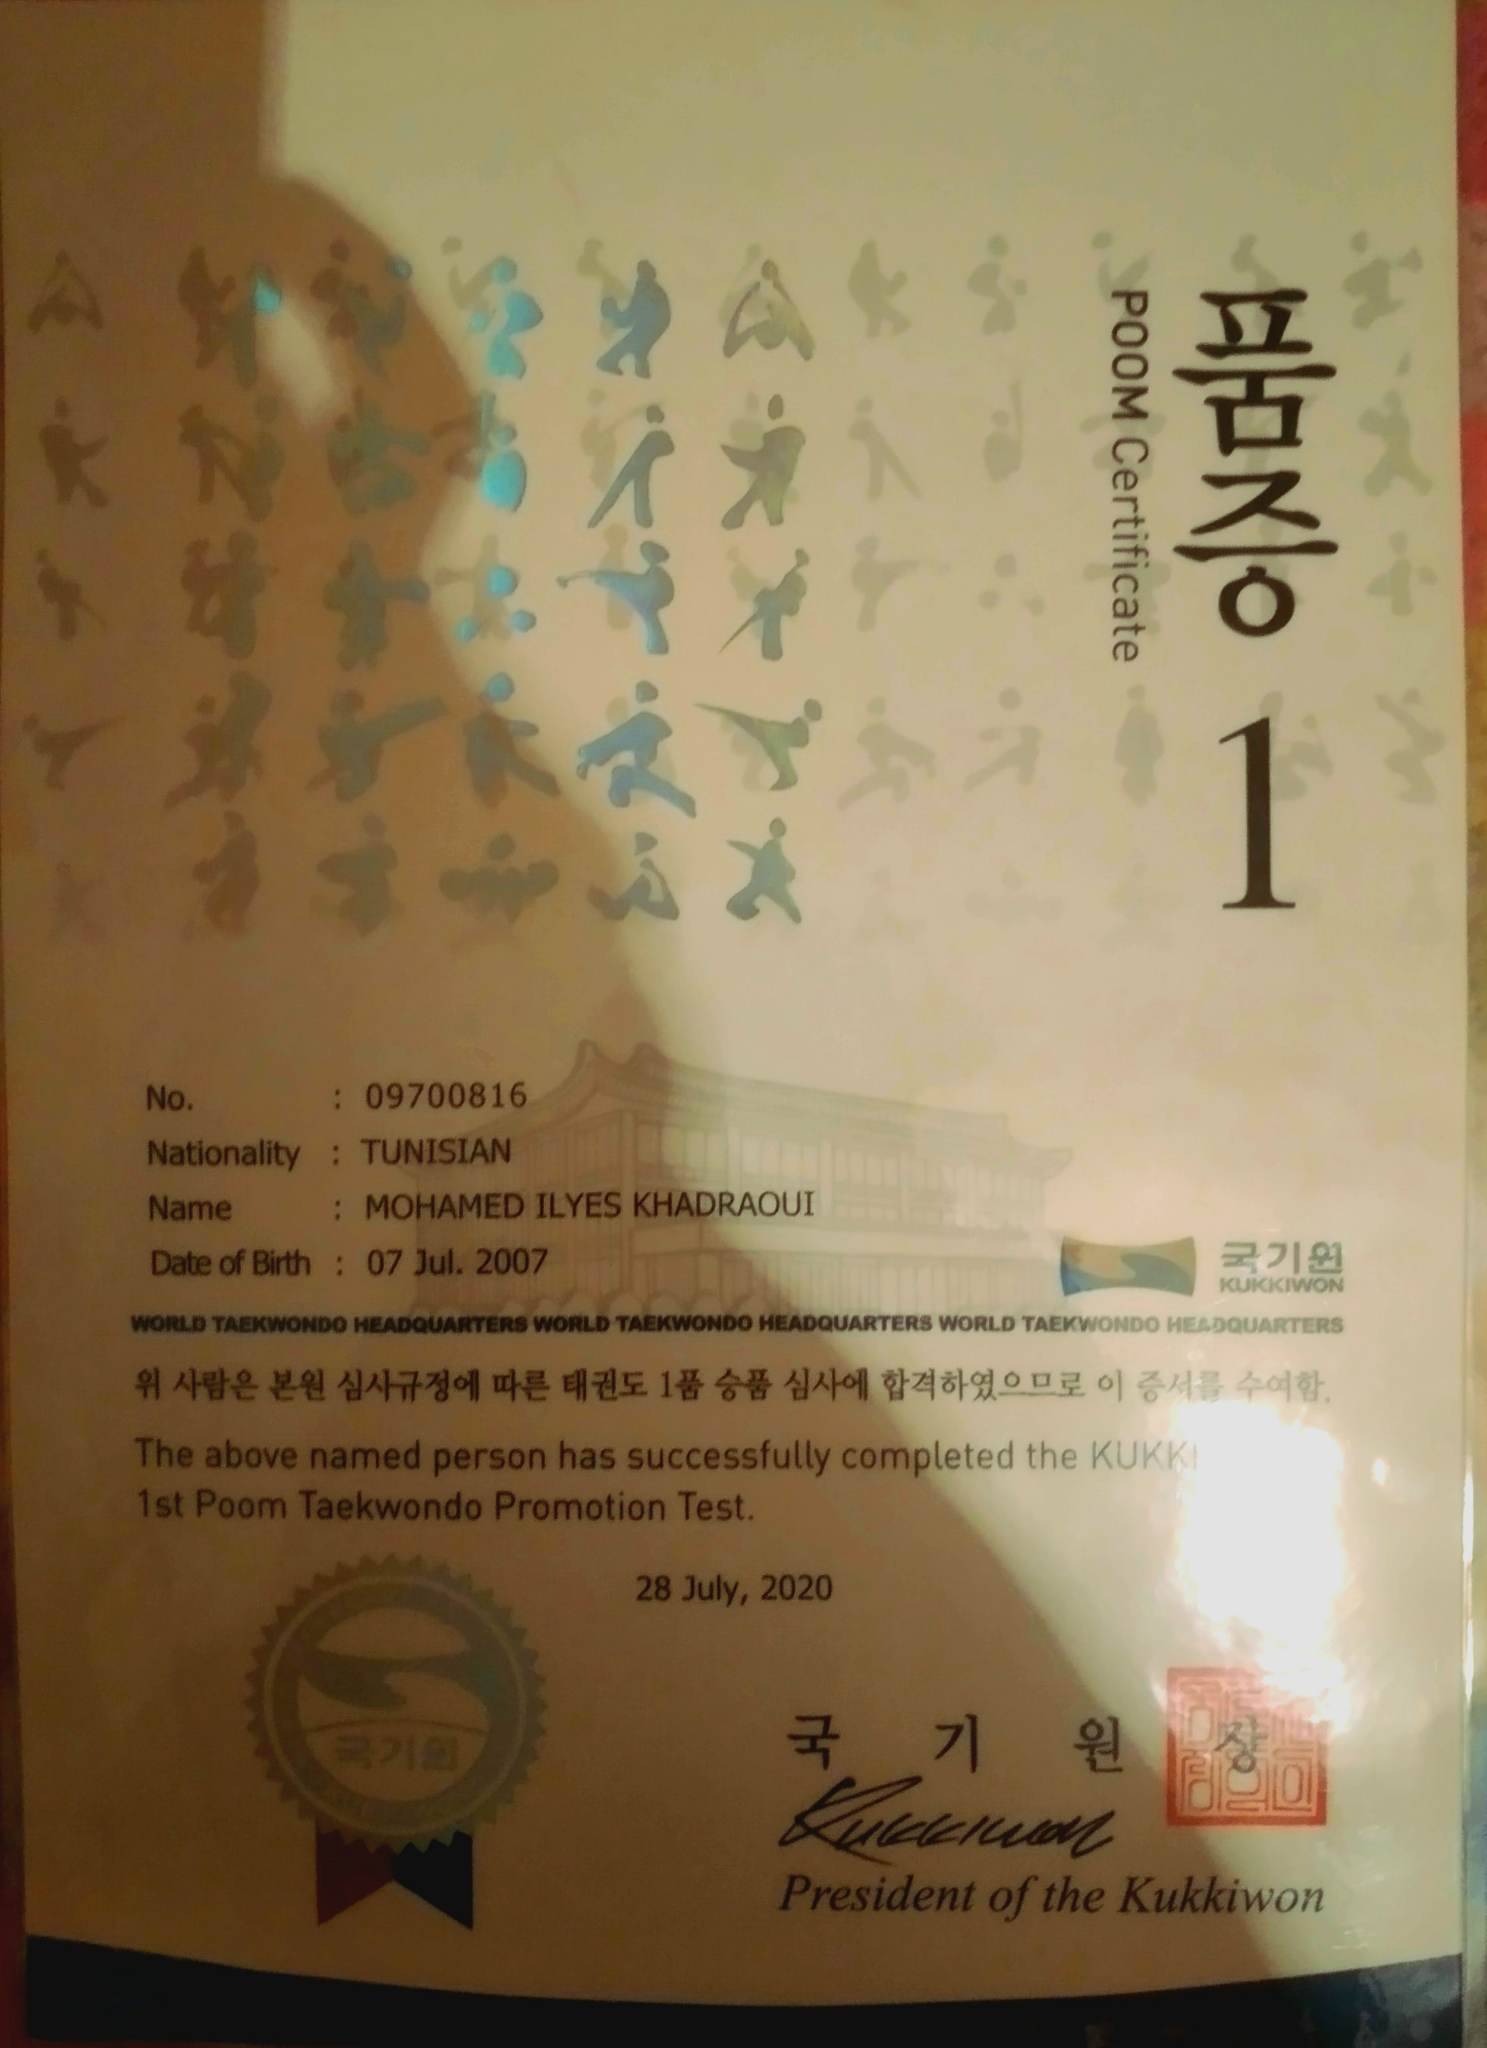 품증 1
POOM Certificate
No. : 09700816
Nationality : TUNISIAN
Name : MOHAMED ILYES KHADRAOUI
Date of Birth : 07 Jul. 2007
국기원
KUKKIWON
WORLD TAEKWONDO HEADQUARTERS WORLD TAEKWONDO HEADQUARTERS WORLD TAEKWONDO HEADQUARTERS
위 사람은 본원 심사규정에 따른 태권도 1품 승품 심사에 합격하였으므로 이 증서를 수여함.
The above named person has successfully completed the
1st Poom Taekwondo Promotion Test.
28 July, 2020
국기원
국 기 원 장
Kukkiwon
President of the Kukkiwon